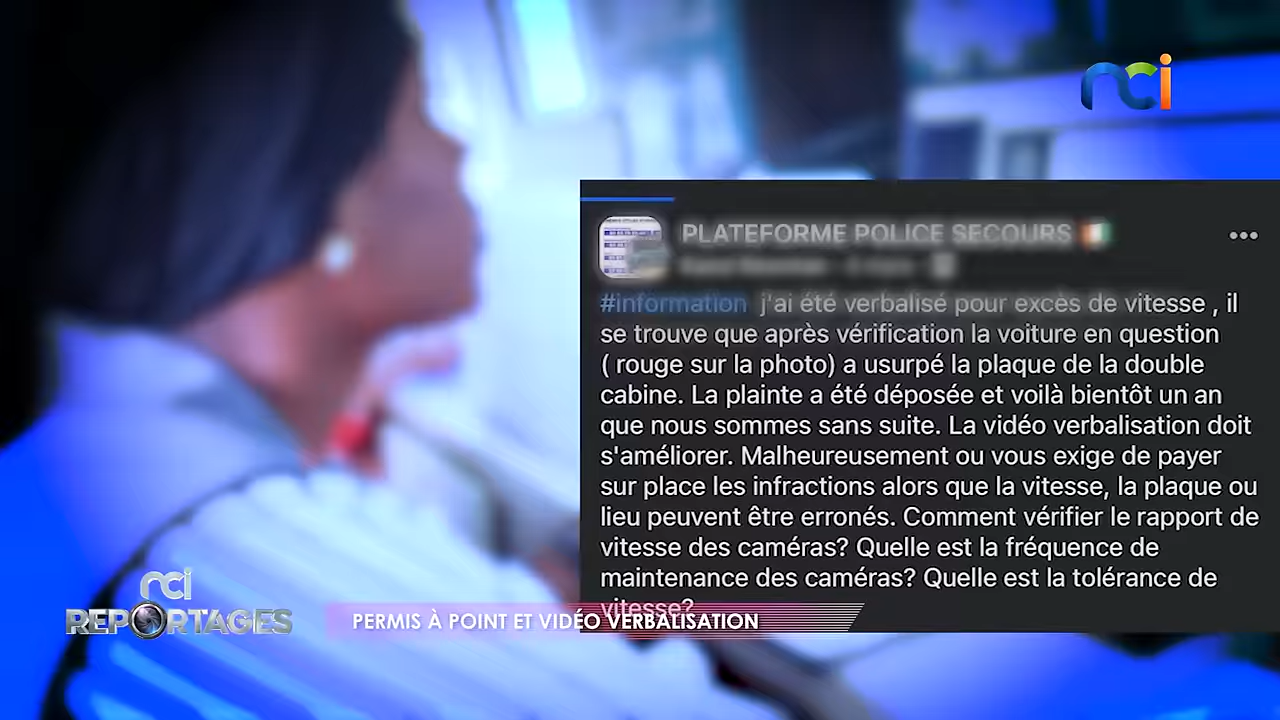 nci
PLATEFORME POLICE SECOURS
#information j'ai été verbalisé pour excès de vitesse , il
se trouve que après vérification la voiture en question
( rouge sur la photo) a usurpé la plaque de la double
cabine. La plainte a été déposée et voilà bientôt un an
que nous sommes sans suite. La vidéo verbalisation doit
s'améliorer. Malheureusement ou vous exige de payer
sur place les infractions alors que la vitesse, la plaque ou
lieu peuvent être erronés. Comment vérifier le rapport de
vitesse des caméras? Quelle est la fréquence de
maintenance des caméras? Quelle est la tolérance de
vitesse?
nci
REPORTAGES
PERMIS À POINT ET VIDÉO VERBALISATION